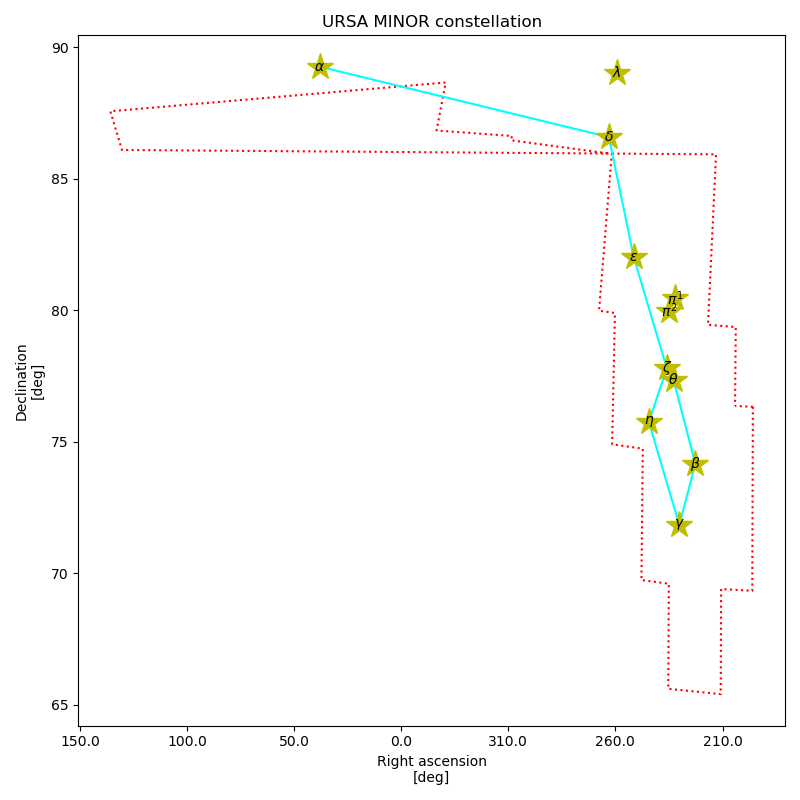 URSA MINOR constellation
90
85
80
75
70
65
Declination
[deg]
α
λ
δ
ε
π¹
π²
ζ
θ
η
β
γ
150.0 100.0 50.0 0.0 310.0 260.0 210.0
Right ascension
[deg]